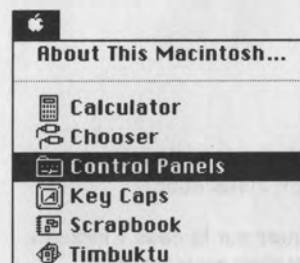 About This Macintosh...
Calculator
Chooser
Control Panels
Key Caps
Scrapbook
Timbuktu